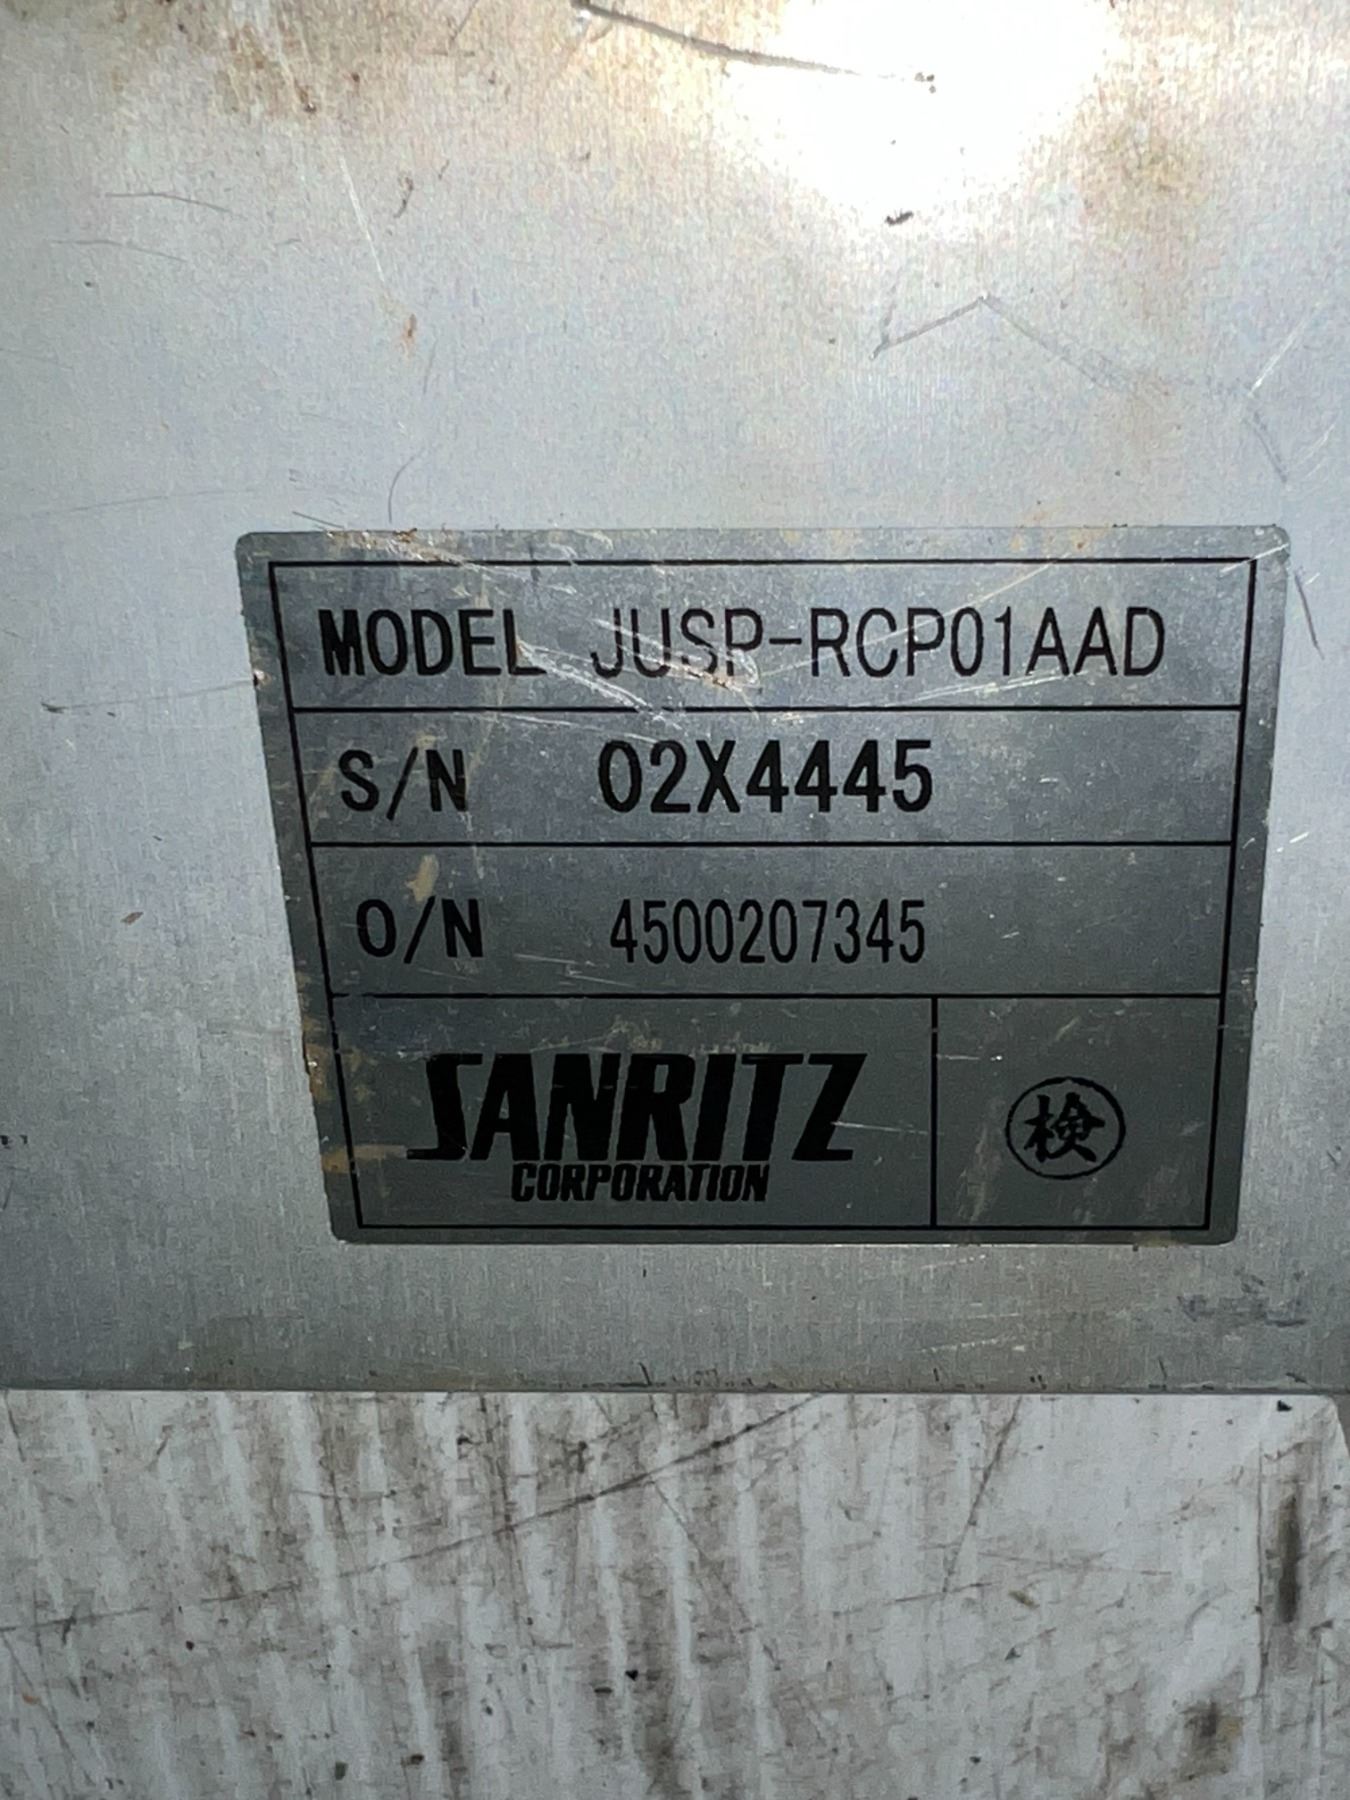 MODEL JUSP-RCP01AAD
S/N 02X4445
O/N 4500207345
SANRITZ
CORPORATION
検